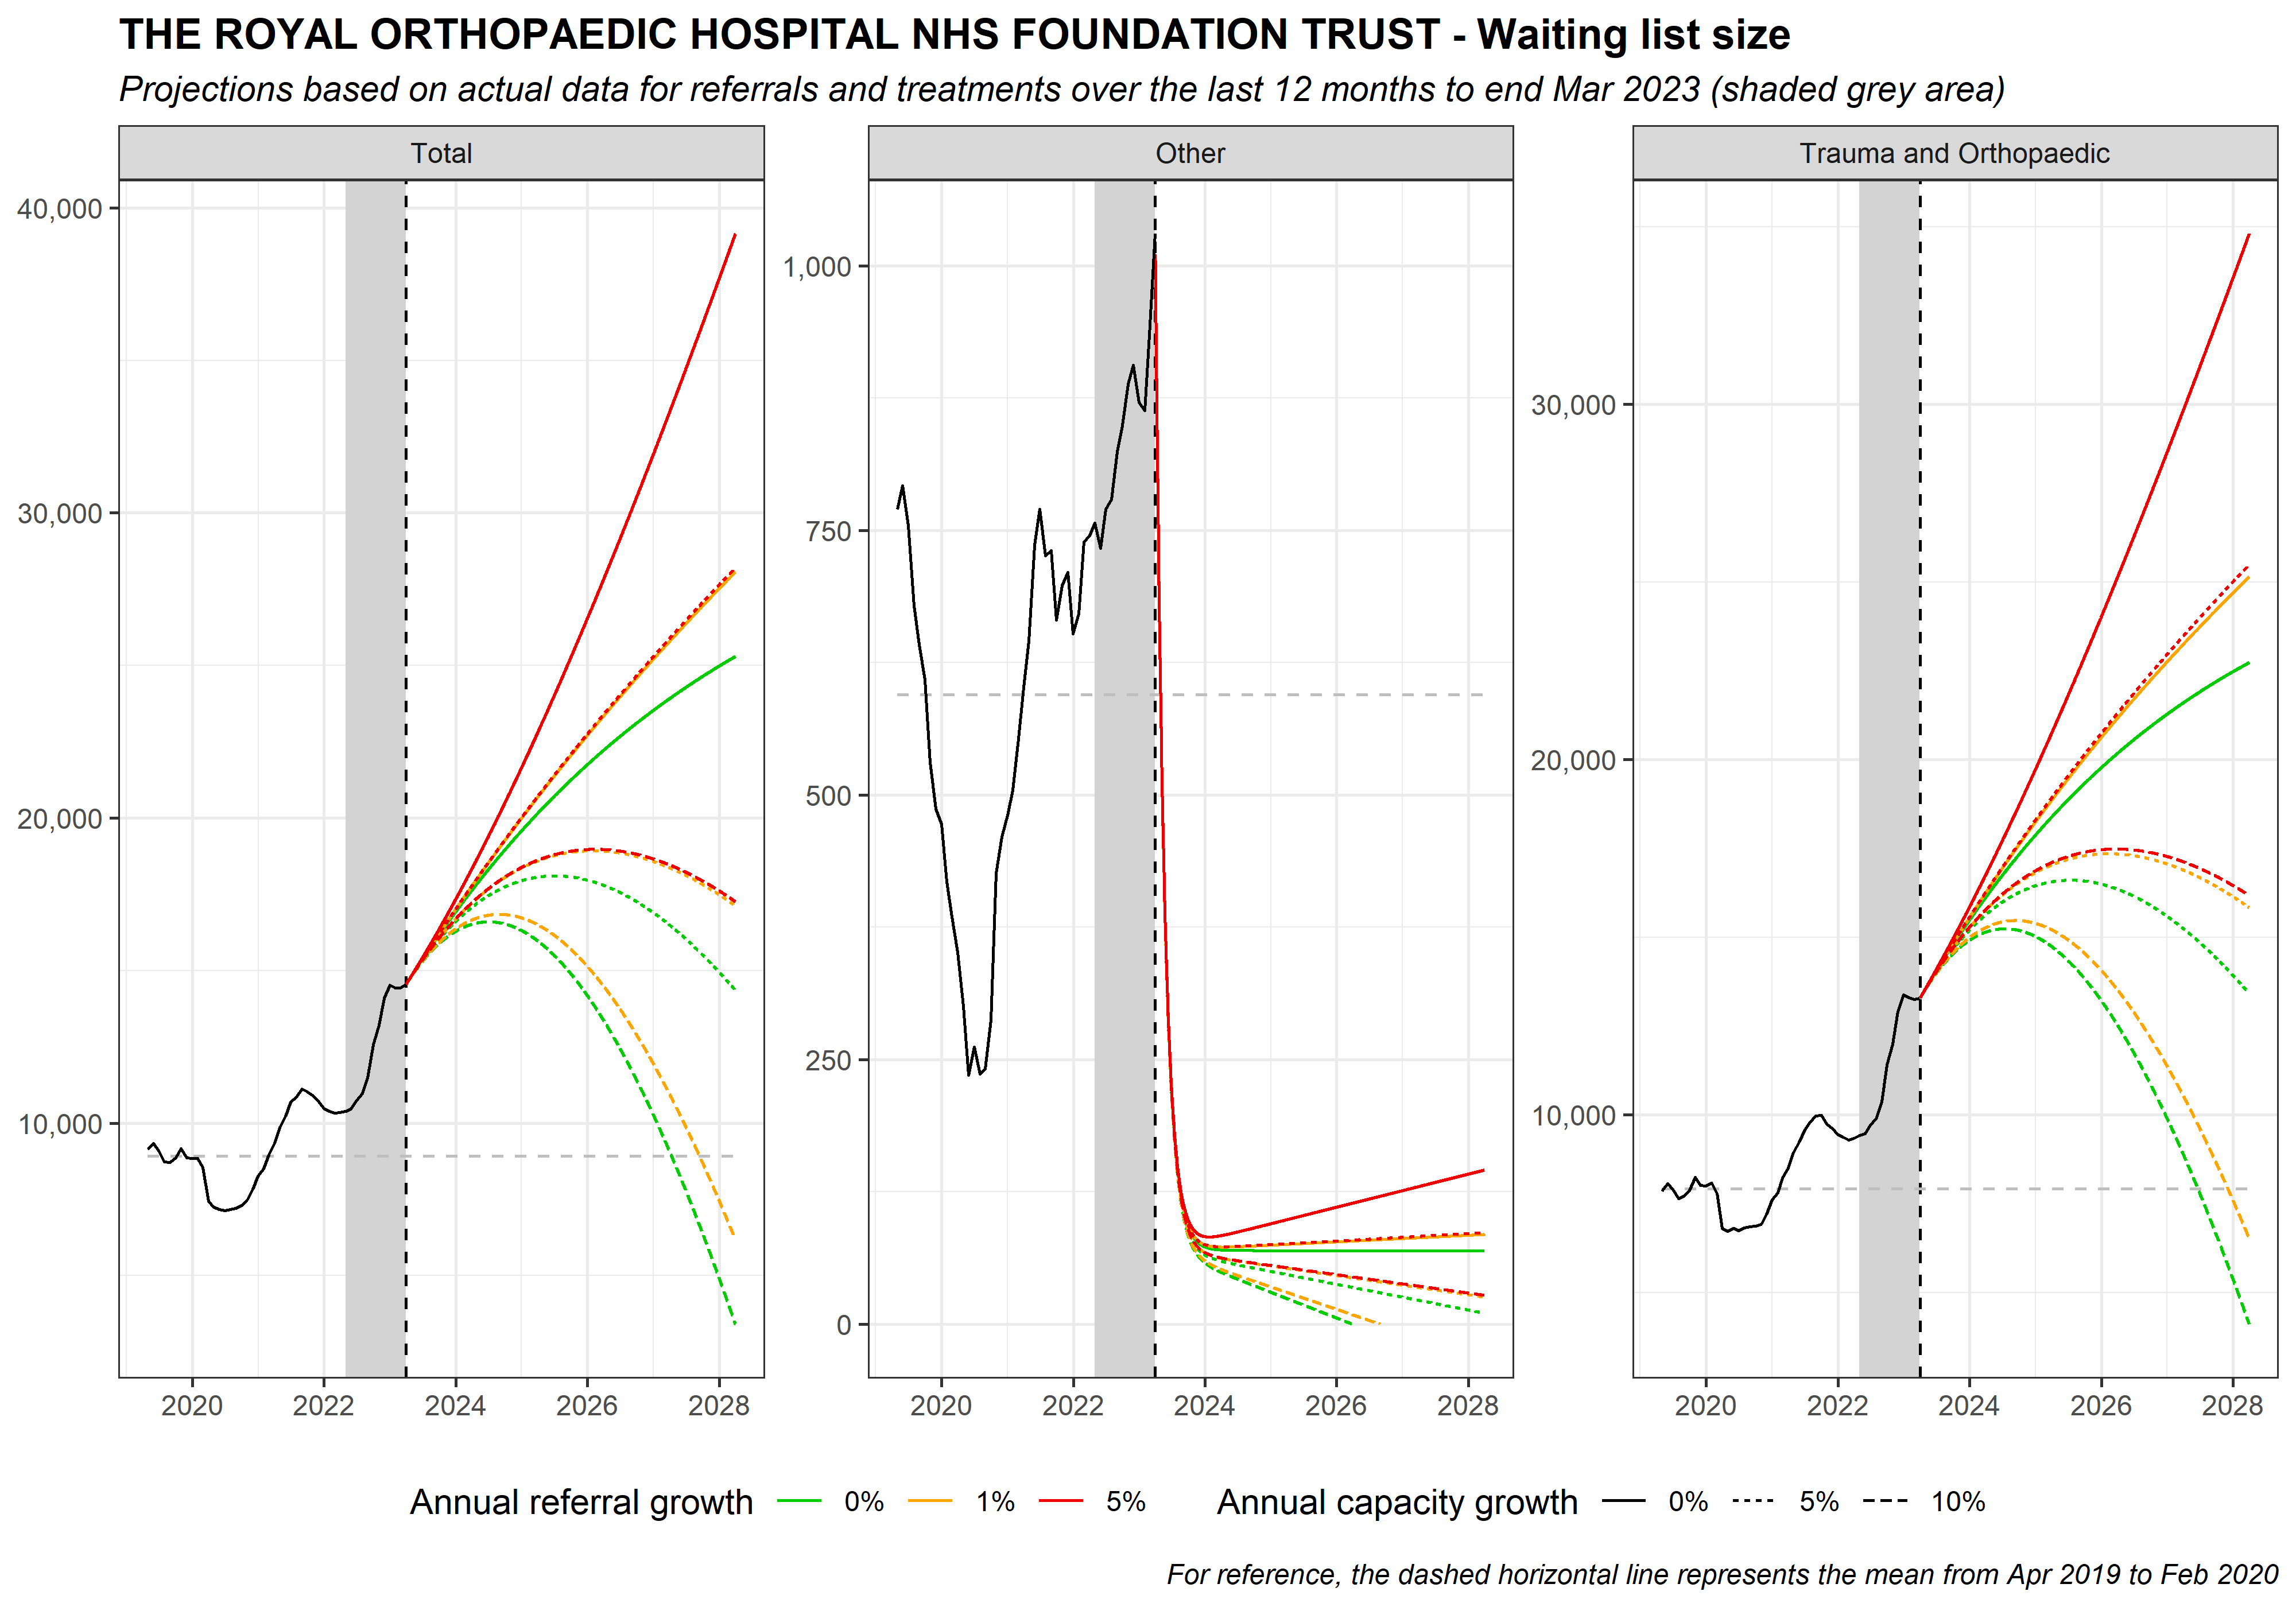 THE ROYAL ORTHOPAEDIC HOSPITAL NHS FOUNDATION TRUST - Waiting list size
Projections based on actual data for referrals and treatments over the last 12 months to end Mar 2023 (shaded grey area)
Total
Other
Trauma and Orthopaedic
40,000
30,000
20,000
10,000
1,000
750
500
250
0
30,000
20,000
10,000
2020 2022 2024 2026 2028
2020 2022 2024 2026 2028
2020 2022 2024 2026 2028
Annual referral growth 0% 1% 5% Annual capacity growth 0% 5% 10%
For reference, the dashed horizontal line represents the mean from Apr 2019 to Feb 2020